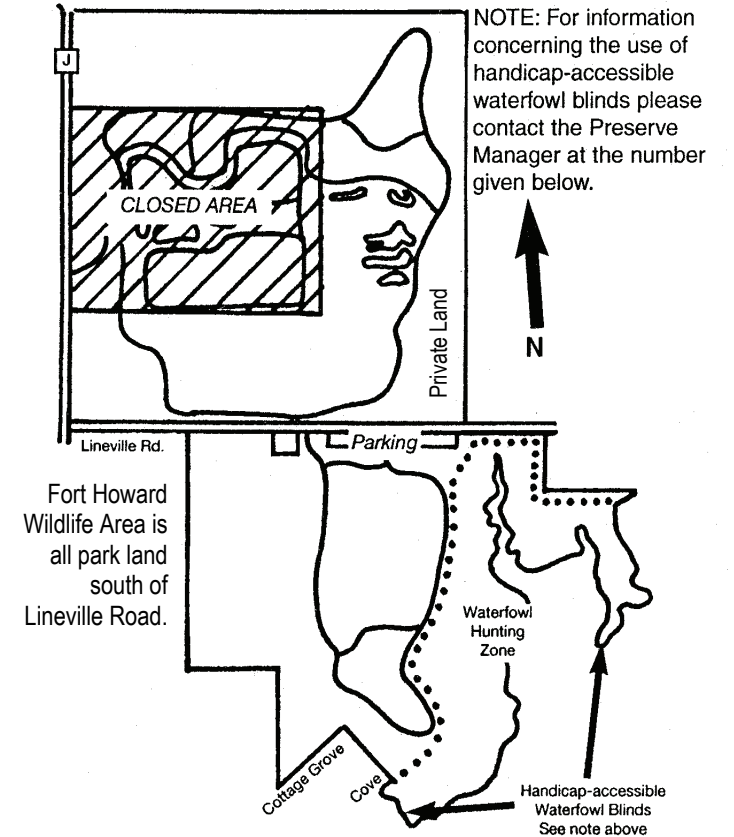 NOTE: For information
concerning the use of
handicap-accessible
waterfowl blinds please
contact the Preserve
Manager at the number
given below.
J
CLOSED AREA
Private Land
N
Lineville Rd.
Parking
Fort Howard
Wildlife Area is
all park land
south of
Lineville Road.
Waterfowl
Hunting
Zone
Cottage Grove
Cove
Handicap-accessible
Waterfowl Blinds
See note above